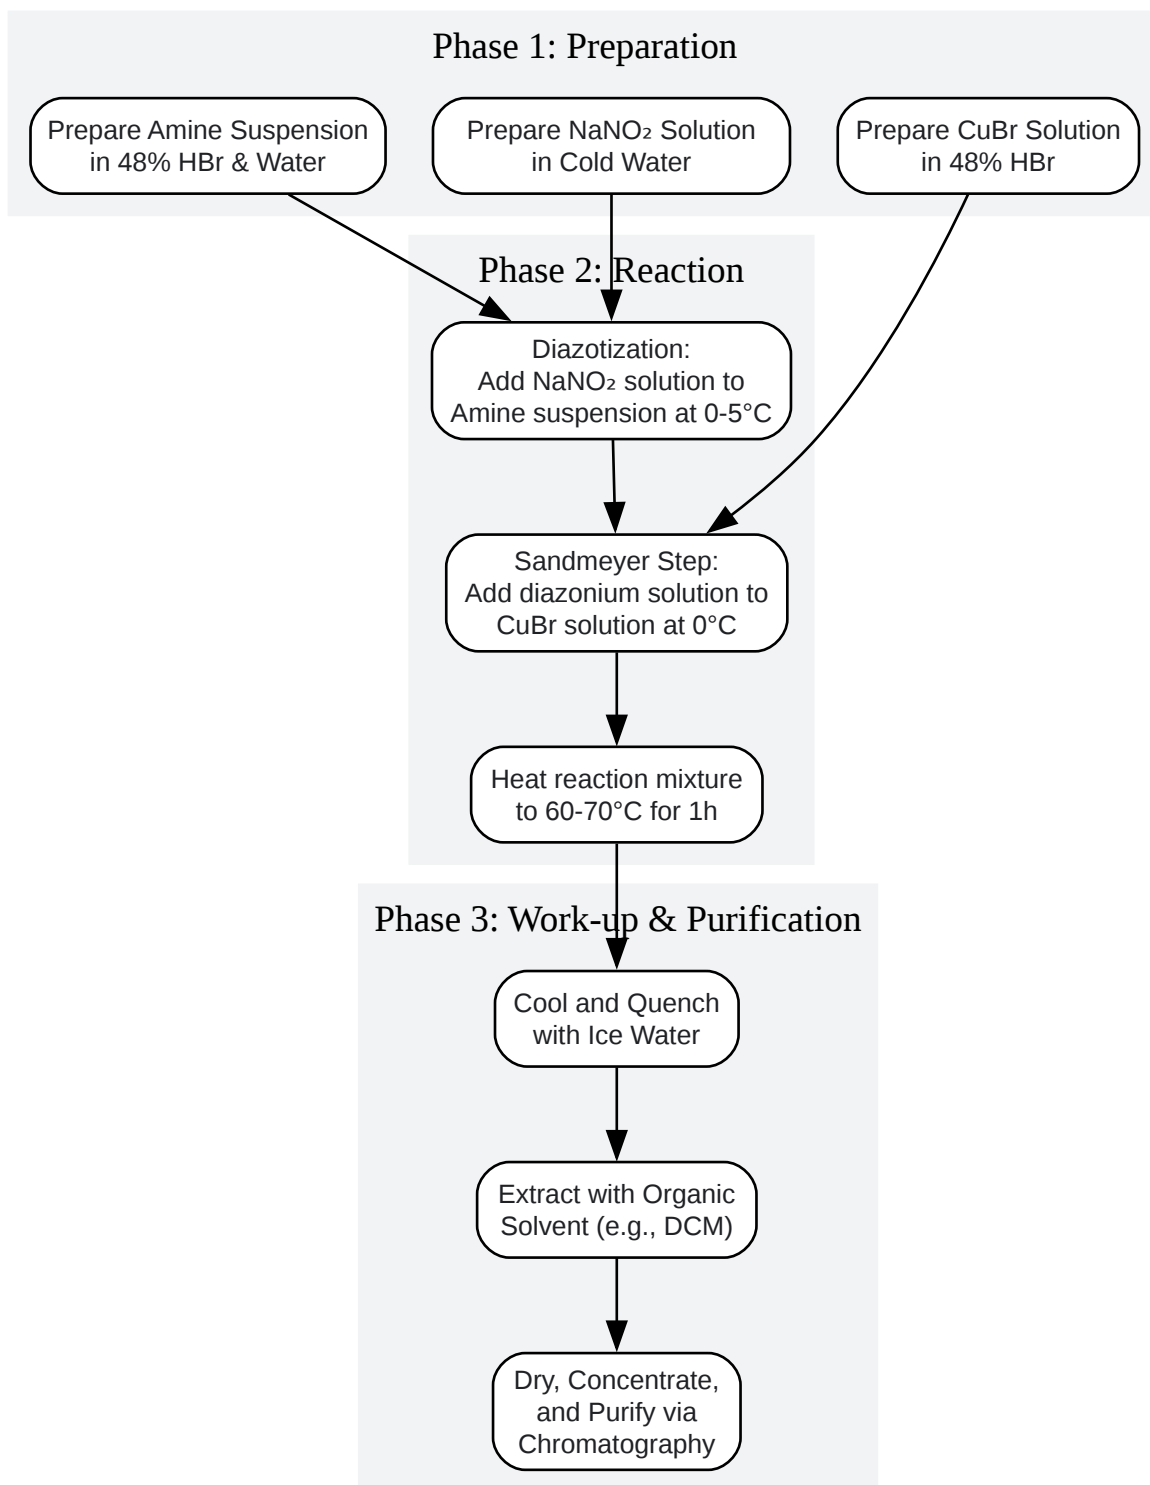 Phase 1: Preparation
Prepare Amine Suspension
in 48% HBr & Water
Prepare NaNO₂ Solution
in Cold Water
Prepare CuBr Solution
in 48% HBr
Phase 2: Reaction
Diazotization:
Add NaNO₂ solution to
Amine suspension at 0-5°C
Sandmeyer Step:
Add diazonium solution to
CuBr solution at 0°C
Heat reaction mixture
to 60-70°C for 1h
Phase 3: Work-up & Purification
Cool and Quench
with Ice Water
Extract with Organic
Solvent (e.g., DCM)
Dry, Concentrate,
and Purify via
Chromatography